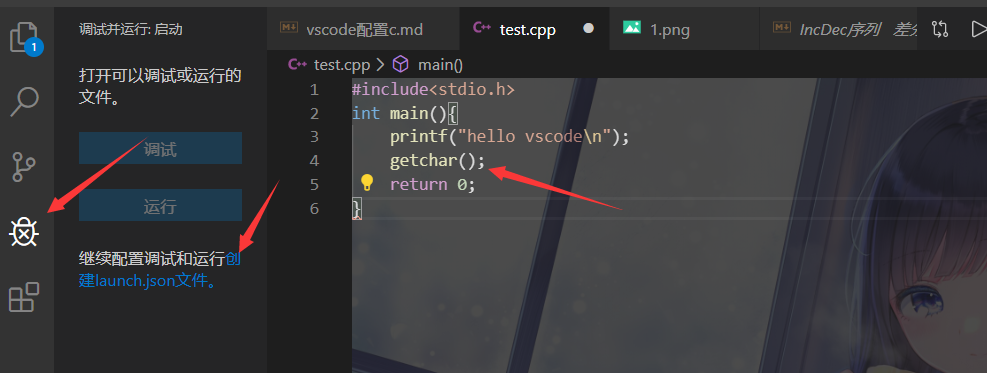 调试并运行: 启动
vscode配置c.md
test.cpp
1.png
IncDec序列 差分
1
打开可以调试或运行的
文件。
调试
运行
继续配置调试和运行创
建launch.json文件。
test.cpp > main()
1 #include<stdio.h>
2 int main(){
3 printf("hello vscode\n");
4 getchar();
5 return 0;
6 }